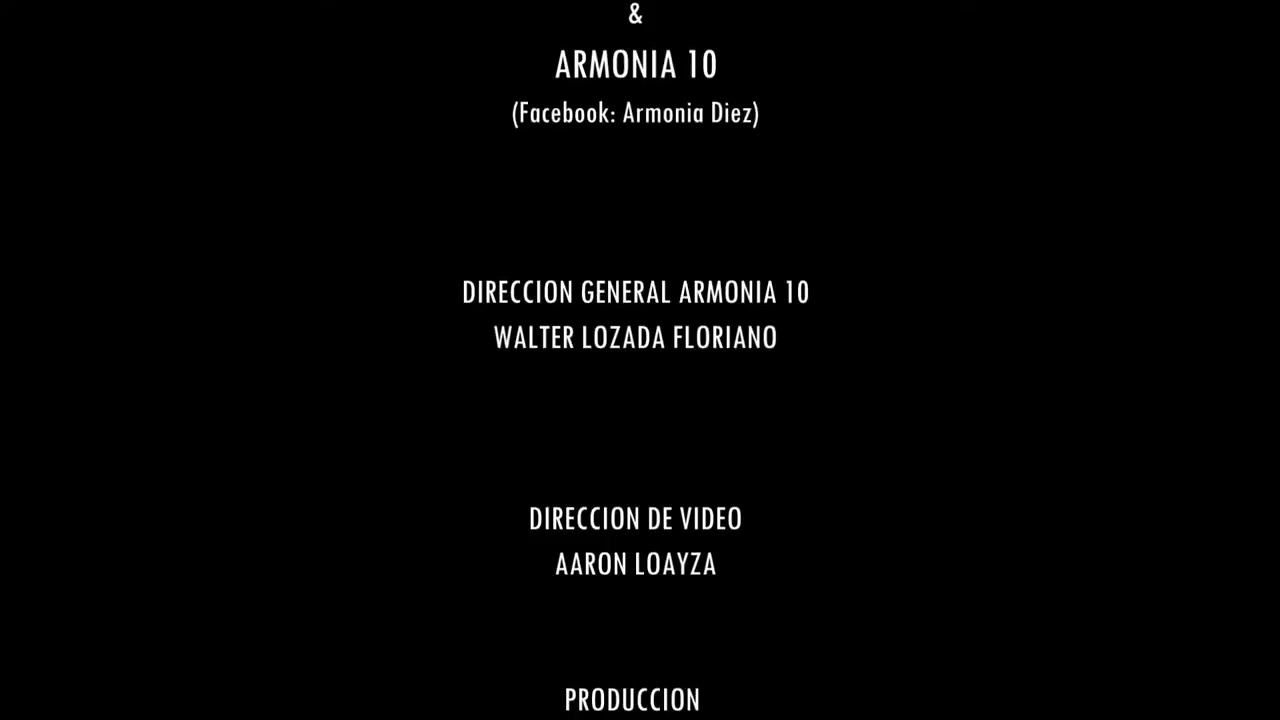 &
ARMONIA 10
(Facebook: Armonia Diez)
DIRECCION GENERAL ARMONIA 10
WALTER LOZADA FLORIANO
DIRECCION DE VIDEO
AARON LOAYZA
PRODUCCION